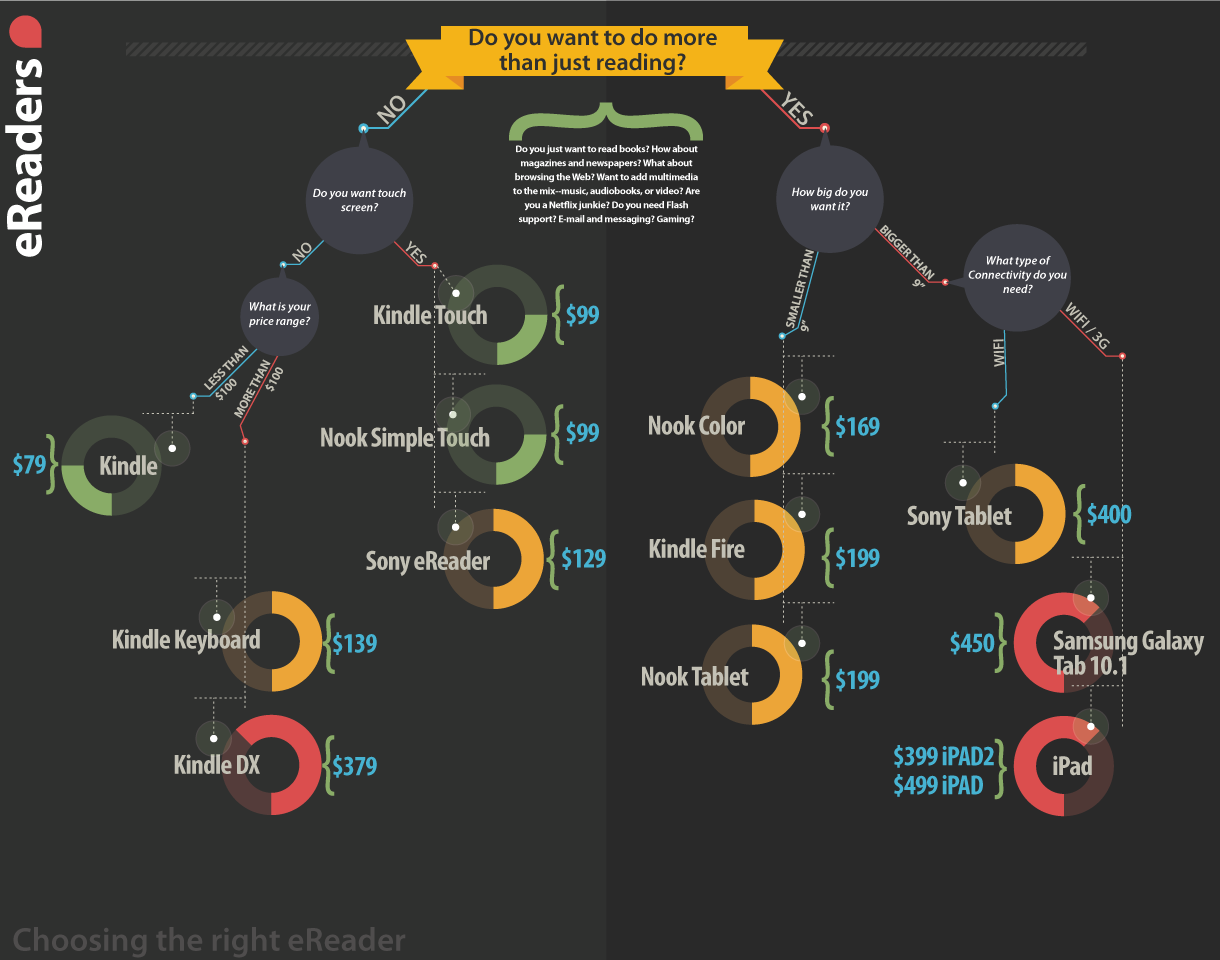 eReaders
Do you want to do more
than just reading?
NO
YES
Do you just want to read books? How about
magazines and newspapers? What about
browsing the Web? Want to add multimedia
to the mix--music, audiobooks, or video? Are
you a Netflix junkie? Do you need Flash
support? E-mail and messaging? Gaming?
Do you want touch
screen?
NO
YES
What is your
price range?
LESS THAN
$100
MORE THAN
$100
Kindle
$79
Kindle Keyboard
$139
Kindle DX
$379
Kindle Touch
$99
Nook Simple Touch
$99
Sony eReader
$129
How big do you
want it?
SMALLER THAN
9"
BIGGER THAN
9"
Nook Color
$169
Kindle Fire
$199
Nook Tablet
$199
What type of
Connectivity do you
need?
WIFI
WIFI / 3G
Sony Tablet
$400
$450
Samsung Galaxy
Tab 10.1
$399 iPAD2
$499 iPAD
iPad
Choosing the right eReader